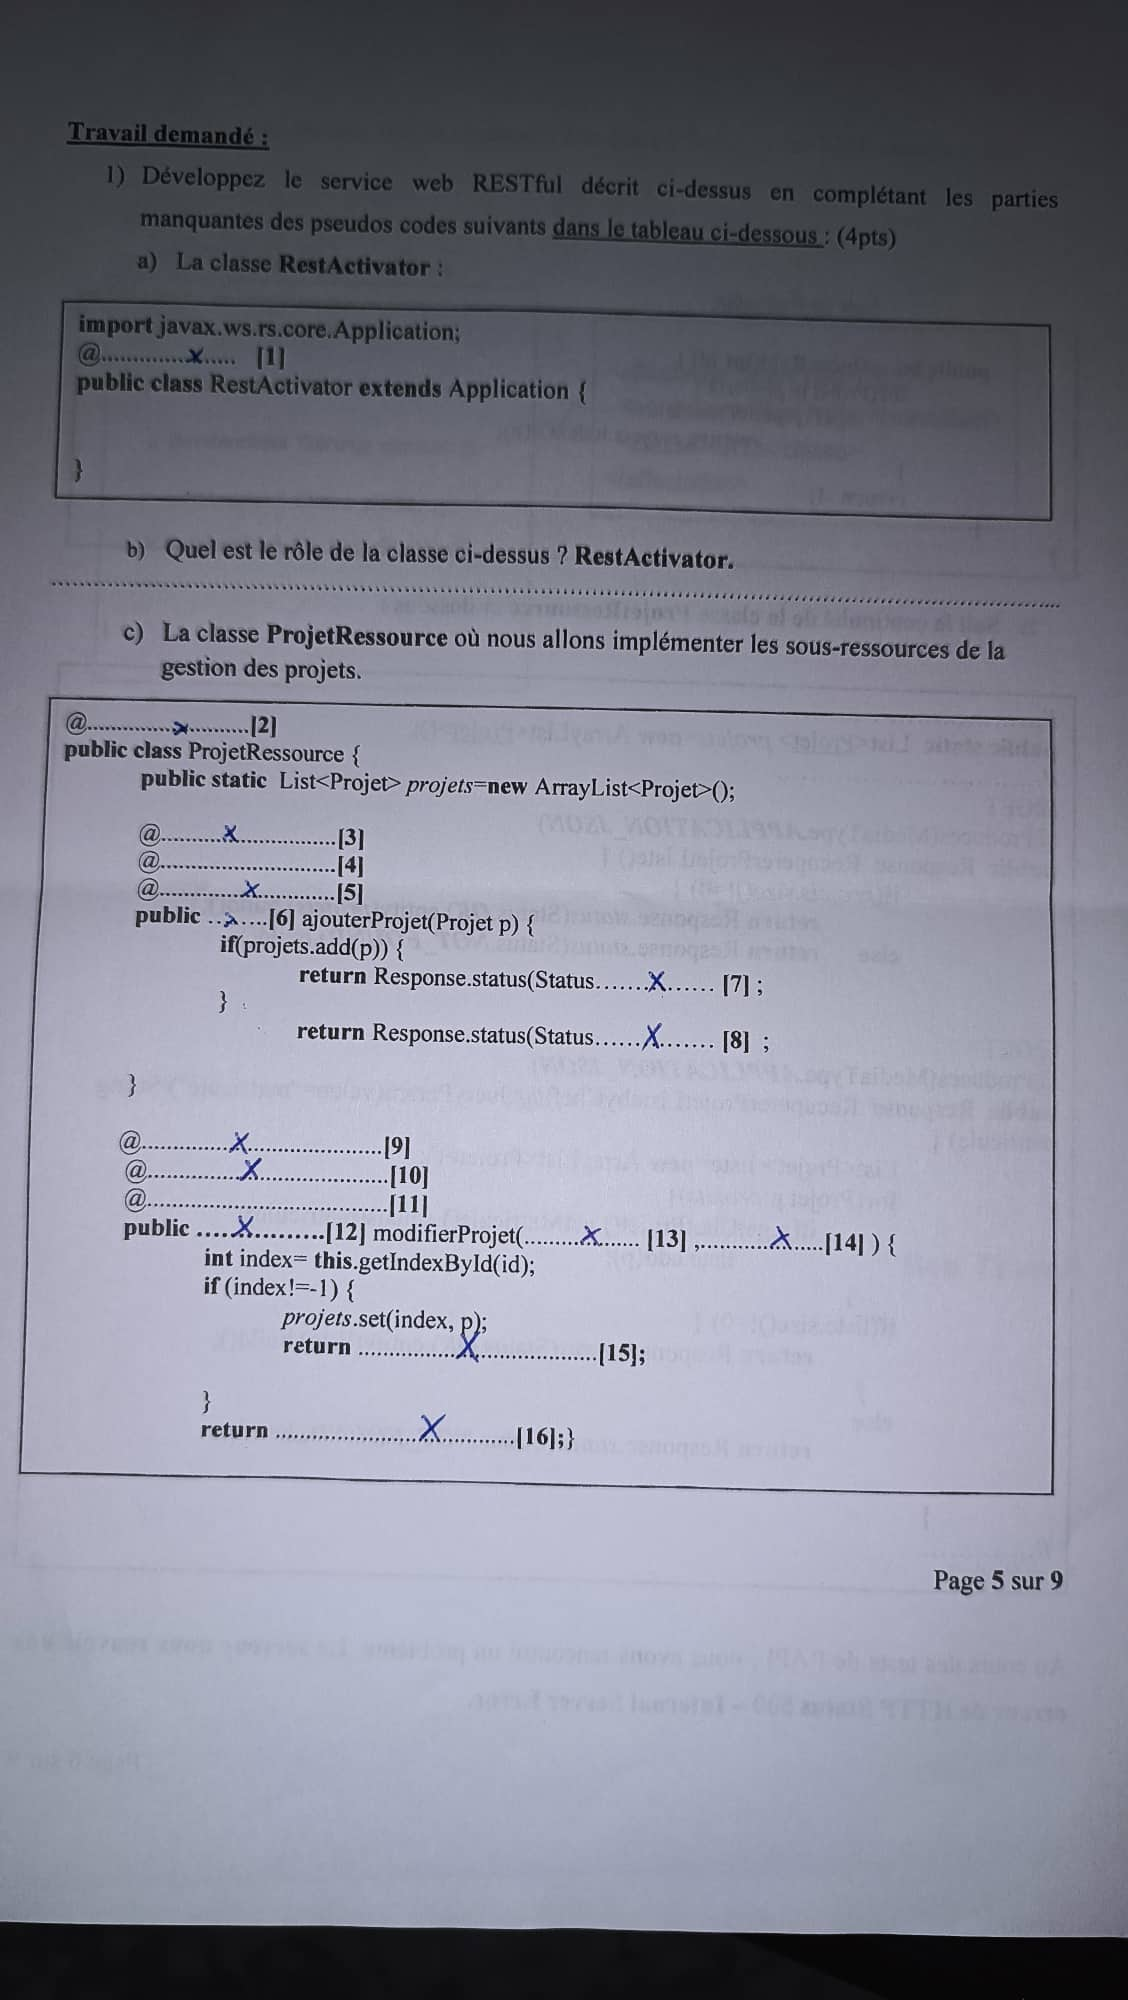 Travail demandé :
1) Développez le service web RESTful décrit ci-dessus en complétant les parties
manquantes des pseudos codes suivants dans le tableau ci-dessous : (4pts)
a) La classe RestActivator :
import javax.ws.rs.core.Application;
@..............x..... [1]
public class RestActivator extends Application {
}
b) Quel est le rôle de la classe ci-dessus ? RestActivator.
c) La classe ProjetRessource où nous allons implémenter les sous-ressources de la
gestion des projets.
@..............x..........[2]
public class ProjetRessource {
public static List<Projet> projets=new ArrayList<Projet>();
@..........x................[3]
@.............................[4]
@.............x.............[5]
public ..x....[6] ajouterProjet(Projet p) {
if(projets.add(p)) {
return Response.status(Status.......X...... [7] ;
}
return Response.status(Status......X....... [8] ;
}
@..............X......................[9]
@...............X.....................[10]
@.......................................[11]
public .....X..........[12] modifierProjet(.........X...... [13] ,...........X.....[14] ) {
int index= this.getIndexById(id);
if (index!=-1) {
projets.set(index, p);
return ................X....................[15];
}
return ........................X............[16];}
Page 5 sur 9